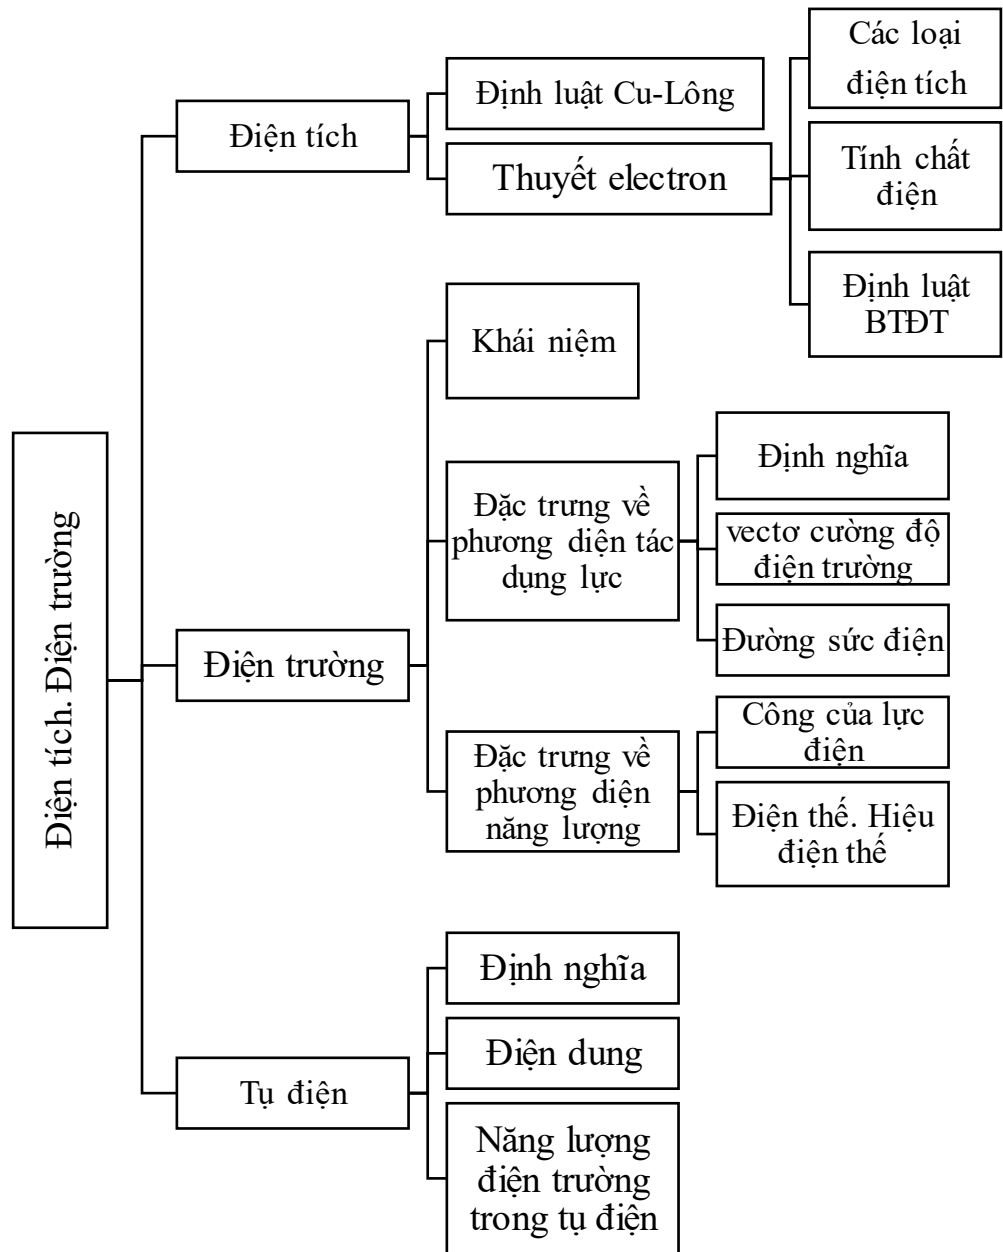 Điện tích. Điện trường
Điện tích
Định luật Cu-Lông
Thuyết electron
Các loại
điện tích
Tính chất
điện
Định luật
BTĐT
Điện trường
Khái niệm
Đặc trưng về
phương diện tác
dụng lực
Định nghĩa
vectơ cường độ
điện trường
Đường sức điện
Đặc trưng về
phương diện
năng lượng
Công của lực
điện
Điện thế. Hiệu
điện thế
Tụ điện
Định nghĩa
Điện dung
Năng lượng
điện trường
trong tụ điện